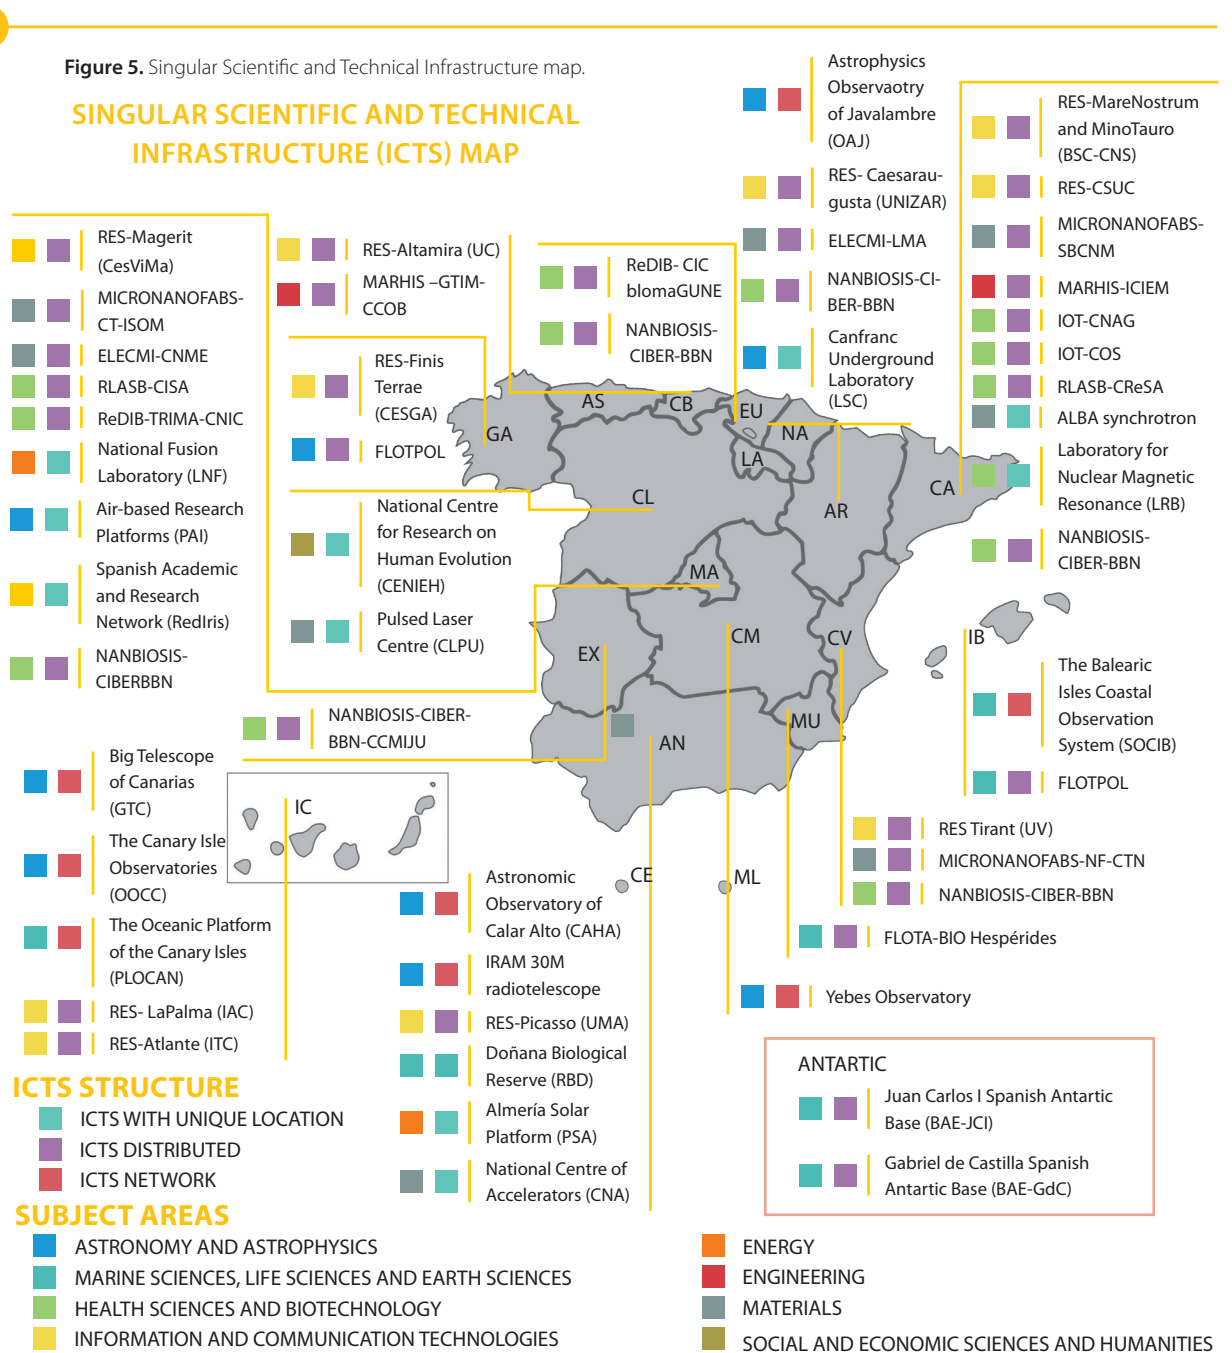 Figure 5. Singular Scientific and Technical Infrastructure map.
SINGULAR SCIENTIFIC AND TECHNICAL
INFRASTRUCTURE (ICTS) MAP
RES-Magerit
(CesViMa)
MICRONANOFABS-
CT-ISOM
ELECMI-CNME
RLASB-CISA
ReDIB-TRIMA-CNIC
National Fusion
Laboratory (LNF)
Air-based Research
Platforms (PAI)
Spanish Academic
and Research
Network (RedIris)
NANBIOSIS-
CIBERBBN
RES-Altamira (UC)
MARHIS –GTIM-
CCOB
RES-Finis
Terrae
(CESGA)
FLOTPOL
National Centre
for Research on
Human Evolution
(CENIEH)
Pulsed Laser
Centre (CLPU)
NANBIOSIS-CIBER-
BBN-CCMIJU
ReDIB- CIC
blomaGUNE
NANBIOSIS-
CIBER-BBN
Astrophysics
Observaotry
of Javalambre
(OAJ)
RES- Caesarau-
gusta (UNIZAR)
ELECMI-LMA
NANBIOSIS-CI-
BER-BBN
Canfranc
Underground
Laboratory
(LSC)
RES-MareNostrum
and MinoTauro
(BSC-CNS)
RES-CSUC
MICRONANOFABS-
SBCNM
MARHIS-ICIEM
IOT-CNAG
IOT-COS
RLASB-CReSA
ALBA synchrotron
Laboratory for
Nuclear Magnetic
Resonance (LRB)
NANBIOSIS-
CIBER-BBN
GA
AS
CB
EU
NA
LA
CL
AR
CA
MA
CM
EX
CV
IB
MU
AN
IC
CE
ML
The Balearic
Isles Coastal
Observation
System (SOCIB)
FLOTPOL
Big Telescope
of Canarias
(GTC)
The Canary Isle
Observatories
(OOCC)
The Oceanic Platform
of the Canary Isles
(PLOCAN)
RES- LaPalma (IAC)
RES-Atlante (ITC)
Astronomic
Observatory of
Calar Alto (CAHA)
IRAM 30M
radiotelescope
RES-Picasso (UMA)
Doñana Biological
Reserve (RBD)
Almería Solar
Platform (PSA)
National Centre of
Accelerators (CNA)
RES Tirant (UV)
MICRONANOFABS-NF-CTN
NANBIOSIS-CIBER-BBN
FLOTA-BIO Hespérides
Yebes Observatory
ANTARTIC
Juan Carlos I Spanish Antartic
Base (BAE-JCI)
Gabriel de Castilla Spanish
Antartic Base (BAE-GdC)
ICTS STRUCTURE
ICTS WITH UNIQUE LOCATION
ICTS DISTRIBUTED
ICTS NETWORK
SUBJECT AREAS
ASTRONOMY AND ASTROPHYSICS
MARINE SCIENCES, LIFE SCIENCES AND EARTH SCIENCES
HEALTH SCIENCES AND BIOTECHNOLOGY
INFORMATION AND COMMUNICATION TECHNOLOGIES
ENERGY
ENGINEERING
MATERIALS
SOCIAL AND ECONOMIC SCIENCES AND HUMANITIES